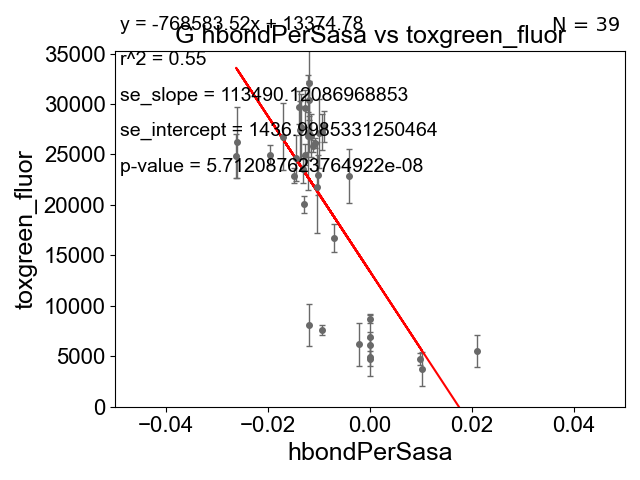 y = -768583.52x + 13374.78
N = 39
G hbondPerSasa vs toxgreen_fluor
r^2 = 0.55
se_slope = 113490.12086968853
se_intercept = 1436.9985331250464
p-value = 5.712087623764922e-08
35000
30000
25000
20000
15000
10000
5000
0
toxgreen_fluor
−0.04 −0.02 0.00 0.02 0.04
hbondPerSasa